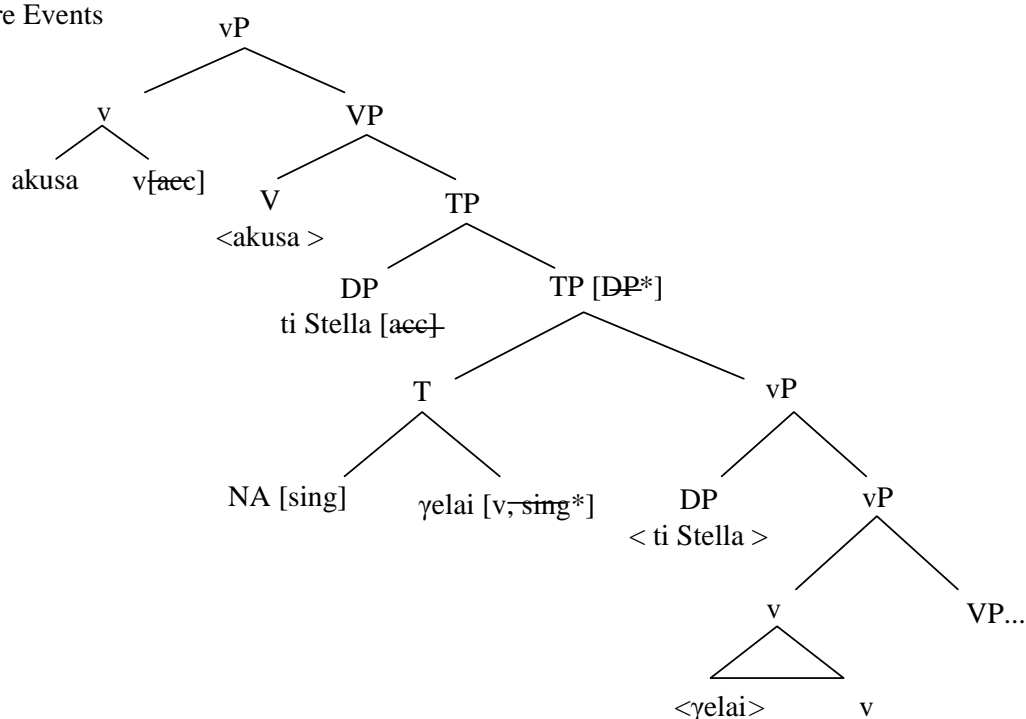 re Events
vP
v VP
akusa v[acc]
V TP
<akusa >
DP TP [DP*]
ti Stella [acc]
T vP
NA [sing] γelai [v, sing*] DP vP
< ti Stella >
v VP...
<γelai> v